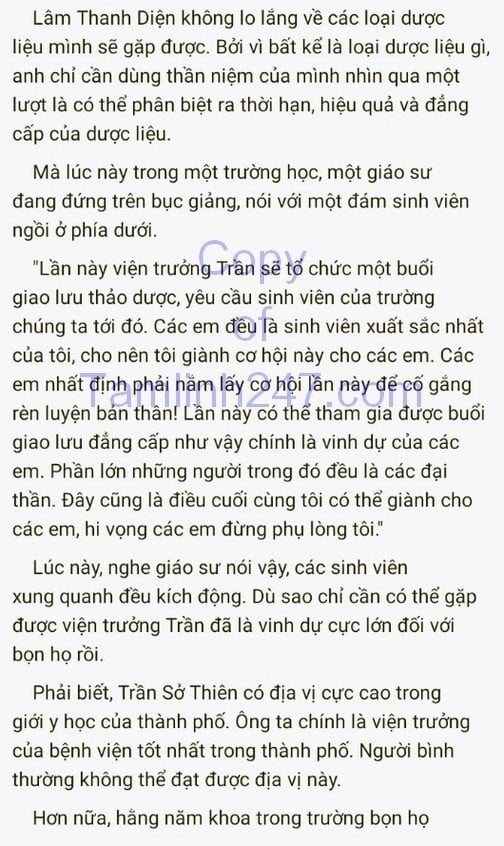 Lâm Thanh Diện không lo lắng về các loại dược
liệu mình sẽ gặp được. Bởi vì bất kể là loại dược liệu gì,
anh chỉ cần dùng thần niệm của mình nhìn qua một
lượt là có thể phân biệt ra thời hạn, hiệu quả và đẳng
cấp của dược liệu.
Mà lúc này trong một trường học, một giáo sư
đang đứng trên bục giảng, nói với một đám sinh viên
ngồi ở phía dưới.
Copy
"Lần này viện trưởng Trần sẽ tổ chức một buổi
giao lưu thảo dược, yêu cầu sinh viên của trường
of
chúng ta tới đó. Các em đều là sinh viên xuất sắc nhất
của tôi, cho nên tôi giành cơ hội này cho các em. Các
Tamlinh247.com
em nhất định phải nằm lấy cơ hội lần này để cố gắng
rèn luyện bản thân! Lần này có thể tham gia được buổi
giao lưu đẳng cấp như vậy chính là vinh dự của các
em. Phần lớn những người trong đó đều là các đại
thần. Đây cũng là điều cuối cùng tôi có thể giành cho
các em, hi vọng các em đừng phụ lòng tôi."
Lúc này, nghe giáo sư nói vậy, các sinh viên
xung quanh đều kích động. Dù sao chỉ cần có thể gặp
được viện trưởng Trần đã là vinh dự cực lớn đối với
bọn họ rồi.
Phải biết, Trần Sở Thiên có địa vị cực cao trong
giới y học của thành phố. Ông ta chính là viện trưởng
của bệnh viện tốt nhất trong thành phố. Người bình
thường không thể đạt được địa vị này.
Hơn nữa, hằng năm khoa trong trường bọn họ